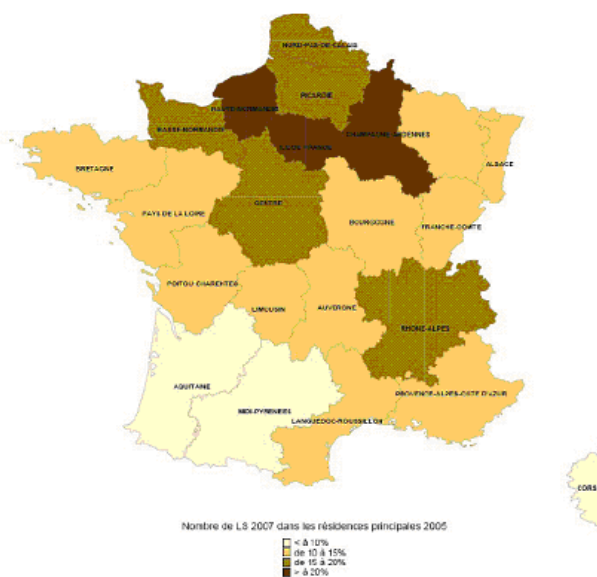 NORD-PAS-DE-CALAIS
PICARDIE
HAUTE-NORMANDIE
BASSE-NORMANDIE
ILE DE FRANCE
CHAMPAGNE-ARDENNES
ALSACE
BRETAGNE
PAYS DE LA LOIRE
CENTRE
BOURGOGNE
FRANCHE-COMTE
POITOU-CHARENTES
LIMOUSIN
AUVERGNE
RHONE-ALPES
AQUITAINE
MIDI-PYRENEES
LANGUEDOC-ROUSSILLON
PROVENCE-ALPES-COTE D'AZUR
CORS
Nombre de LS 2007 dans les résidences principales 2005
< à 10%
de 10 à 15%
de 15 à 20%
> à 20%